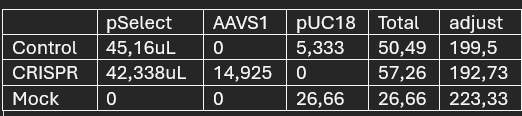 pSelect AAVS1 pUC18 Total adjust
Control 45,16uL 0 5,333 50,49 199,5
CRISPR 42,338uL 14,925 0 57,26 192,73
Mock 0 0 26,66 26,66 223,33